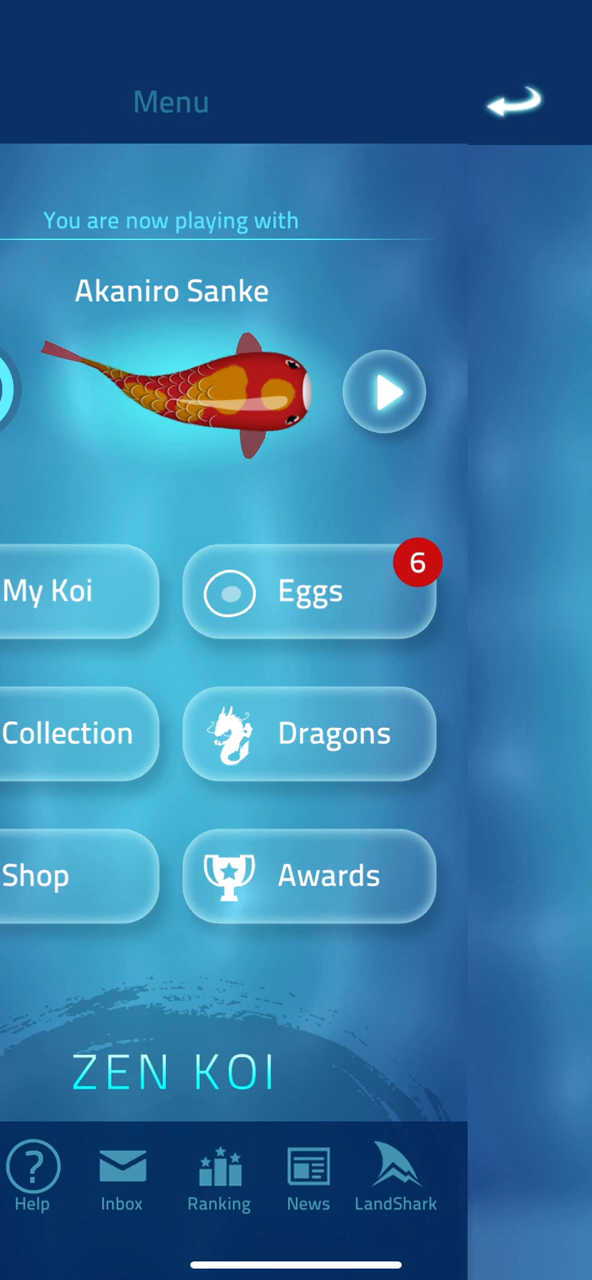 Menu
You are now playing with
Akaniro Sanke
My Koi
Eggs
6
Collection
Dragons
Shop
Awards
ZEN KOI
?
Help
Inbox
Ranking
News
LandShark